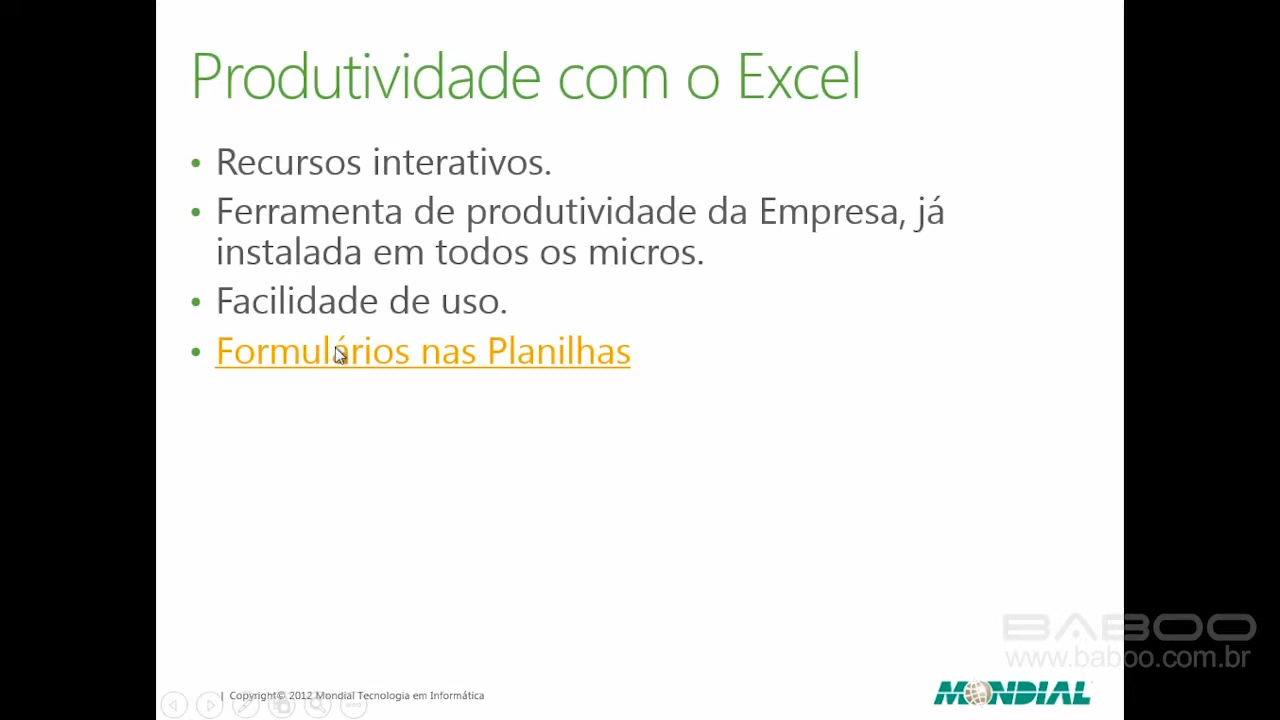 Produtividade com o Excel
• Recursos interativos.
• Ferramenta de produtividade da Empresa, já
instalada em todos os micros.
• Facilidade de uso.
• Formulários nas Planilhas
BABOO
www.baboo.com.br
| Copyright© 2012 Mondial Tecnologia em Informática
MONDIAL